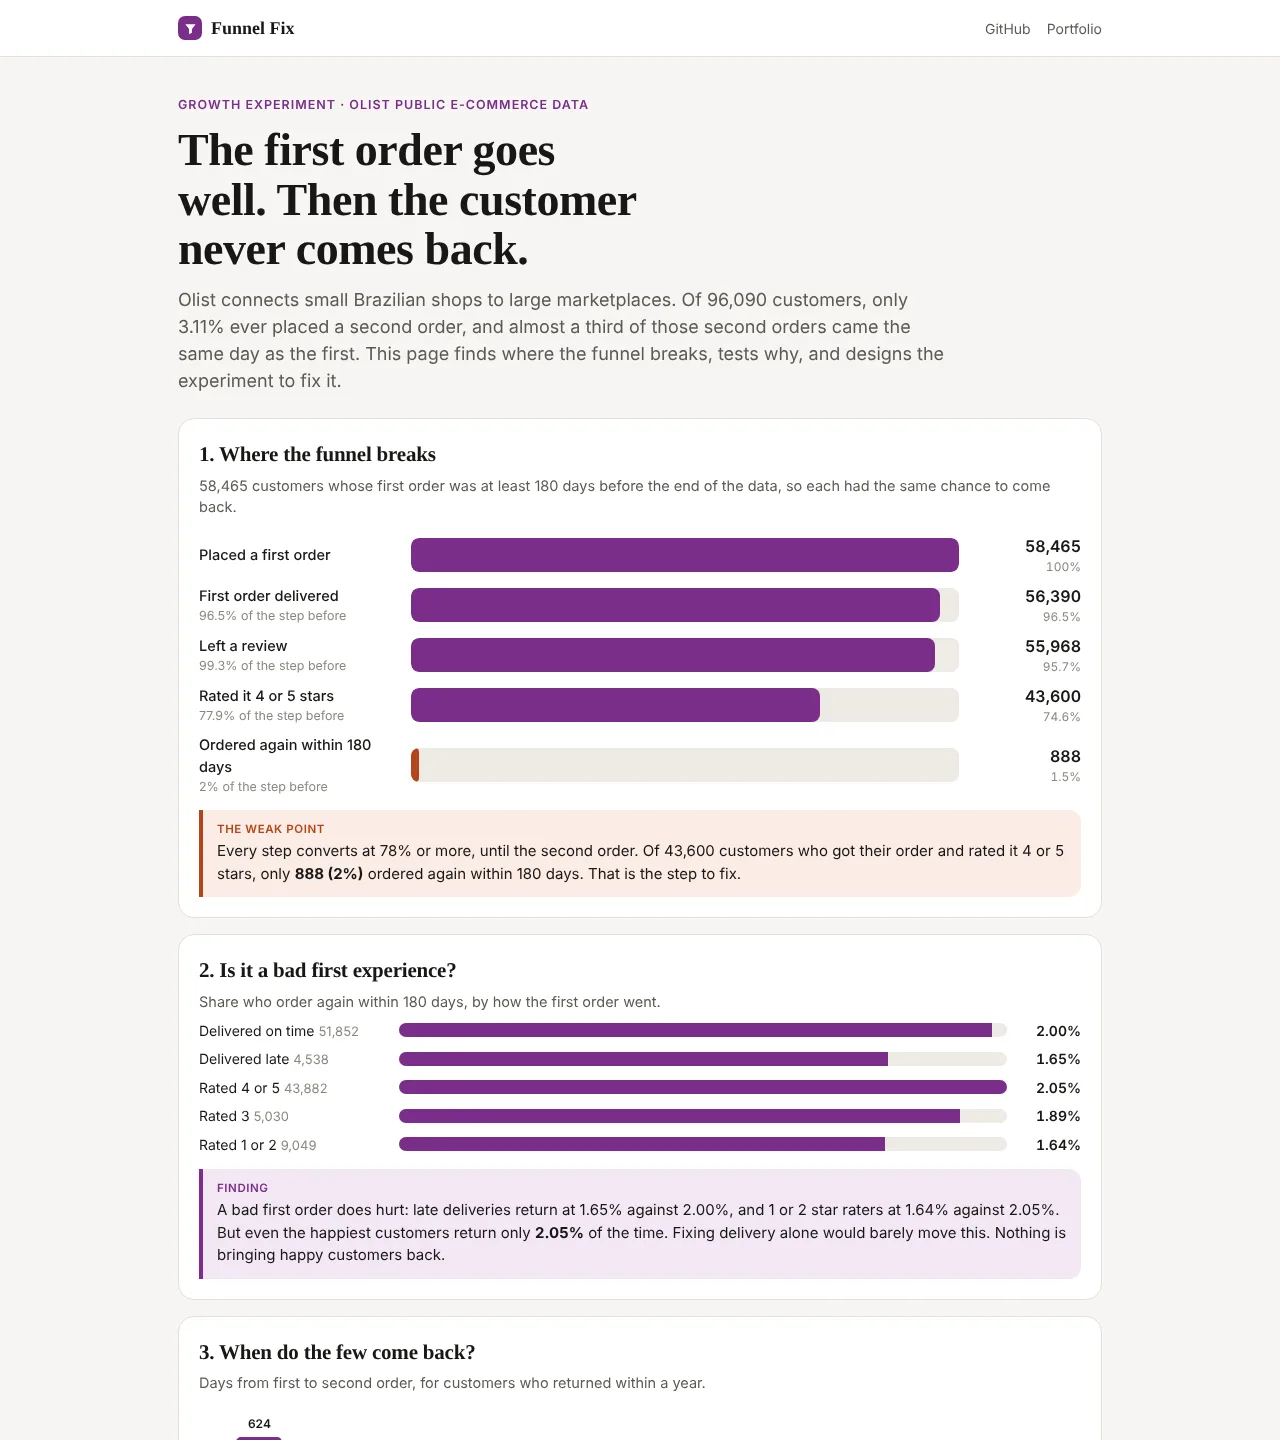 Funnel Fix
GitHub Portfolio
GROWTH EXPERIMENT · OLIST PUBLIC E-COMMERCE DATA
The first order goes
well. Then the customer
never comes back.
Olist connects small Brazilian shops to large marketplaces. Of 96,090 customers, only
3.11% ever placed a second order, and almost a third of those second orders came the
same day as the first. This page finds where the funnel breaks, tests why, and designs the
experiment to fix it.
1. Where the funnel breaks
58,465 customers whose first order was at least 180 days before the end of the data, so each had the same chance to come
back.
Placed a first order
58,465
100%
First order delivered
96.5% of the step before
56,390
96.5%
Left a review
99.3% of the step before
55,968
95.7%
Rated it 4 or 5 stars
77.9% of the step before
43,600
74.6%
Ordered again within 180
days
2% of the step before
888
1.5%
THE WEAK POINT
Every step converts at 78% or more, until the second order. Of 43,600 customers who got their order and rated it 4 or 5
stars, only 888 (2%) ordered again within 180 days. That is the step to fix.
2. Is it a bad first experience?
Share who order again within 180 days, by how the first order went.
Delivered on time 51,852 2.00%
Delivered late 4,538 1.65%
Rated 4 or 5 43,882 2.05%
Rated 3 5,030 1.89%
Rated 1 or 2 9,049 1.64%
FINDING
A bad first order does hurt: late deliveries return at 1.65% against 2.00%, and 1 or 2 star raters at 1.64% against 2.05%.
But even the happiest customers return only 2.05% of the time. Fixing delivery alone would barely move this. Nothing is
bringing happy customers back.
3. When do the few come back?
Days from first to second order, for customers who returned within a year.
624